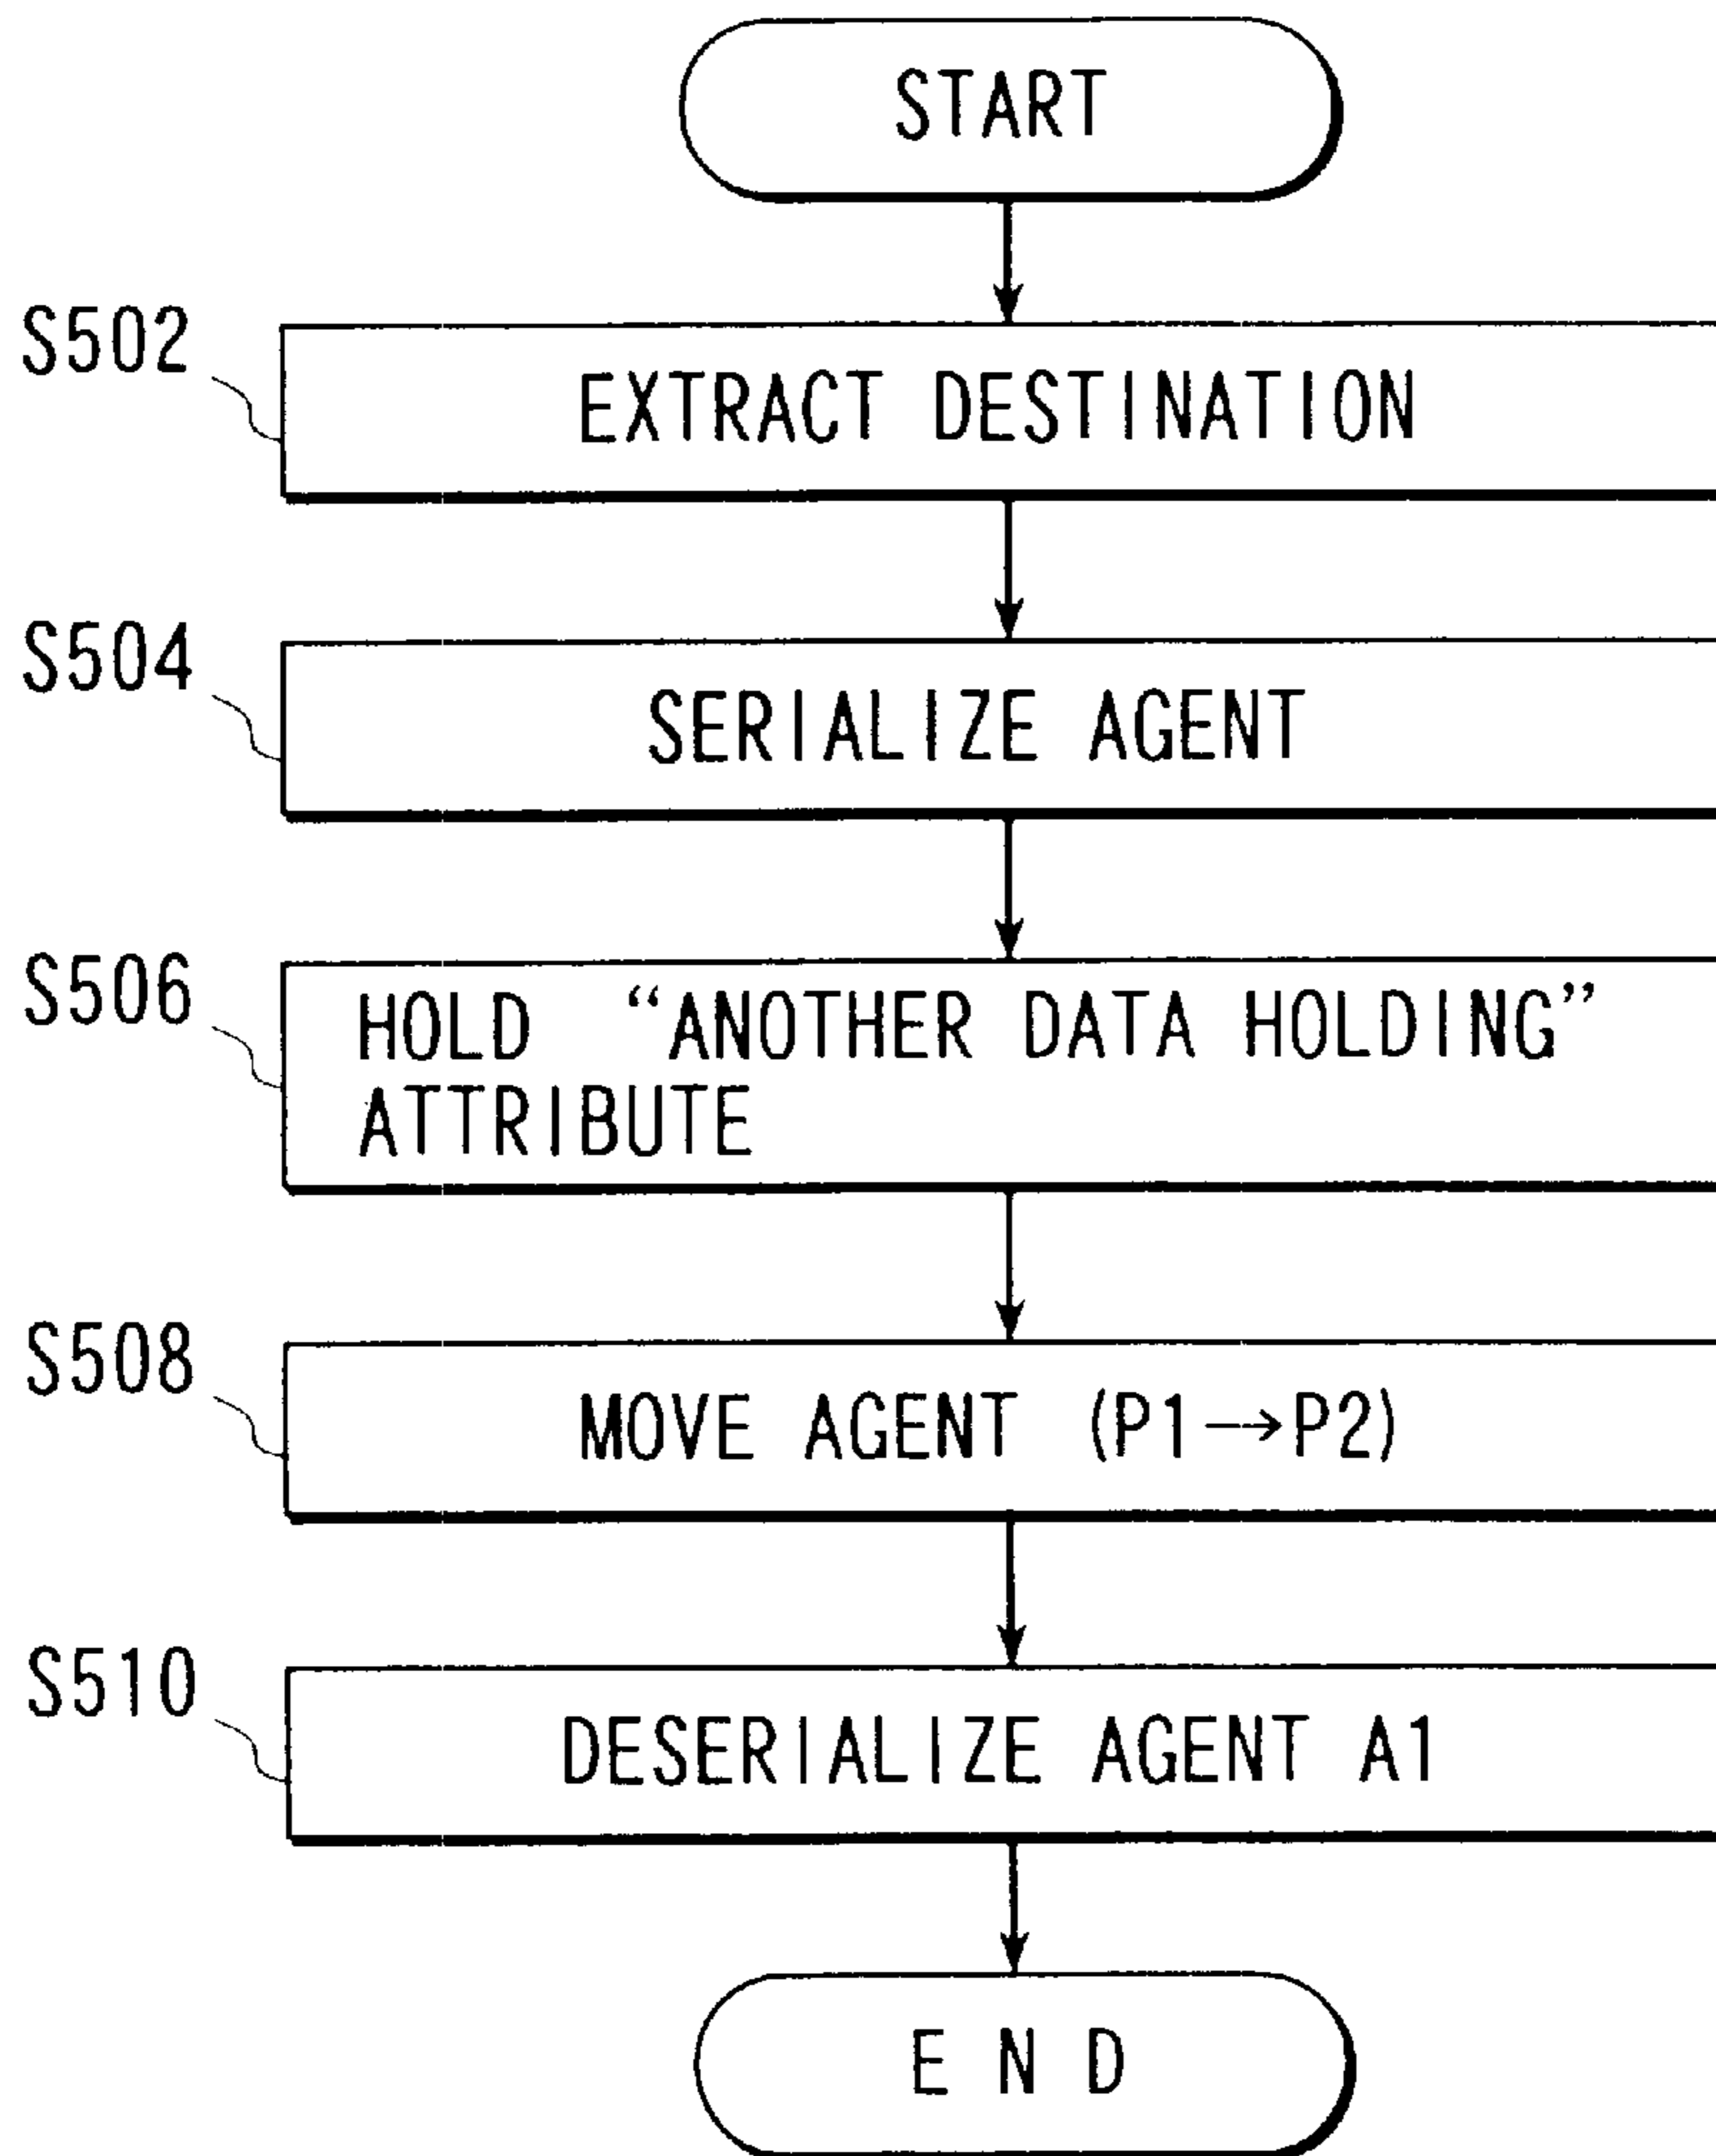 START
S502
EXTRACT DESTINATION
S504
SERIALIZE AGENT
S506
HOLD “ANOTHER DATA HOLDING”
ATTRIBUTE
S508
MOVE AGENT (P1→P2)
S510
DESERIALIZE AGENT A1
END